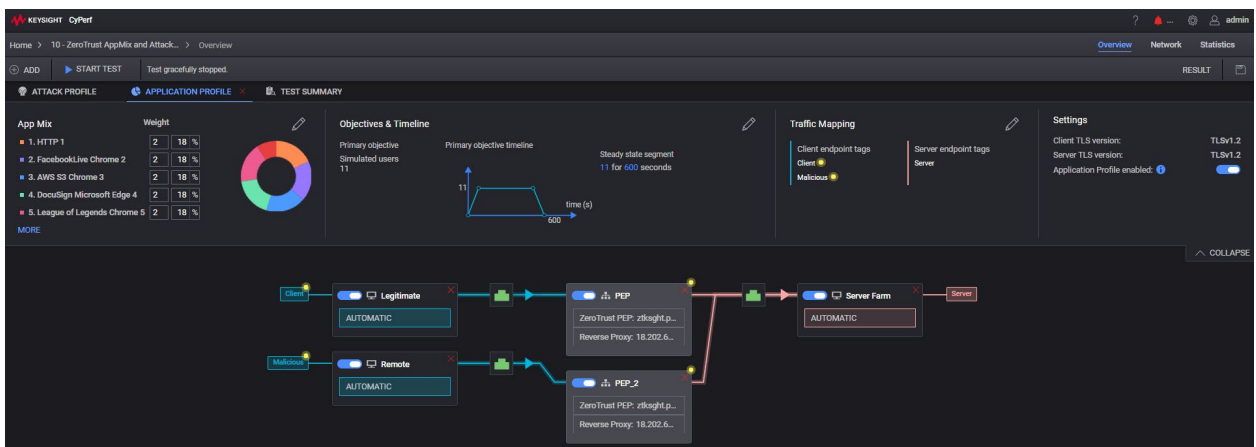 KEYSIGHT CyPerf
? ... admin
Home > 10 - ZeroTrust AppMix and Attack... > Overview
Overview Network Statistics
ADD START TEST Test gracefully stopped. RESULT
ATTACK PROFILE APPLICATION PROFILE × TEST SUMMARY
App Mix Weight
1. HTTP 1 2 18 %
2. FacebookLive Chrome 2 2 18 %
3. AWS S3 Chrome 3 2 18 %
4. DocuSign Microsoft Edge 4 2 18 %
5. League of Legends Chrome 5 2 18 %
MORE
Objectives & Timeline
Primary objective
Simulated users
11
Primary objective timeline
11
time (s)
600
Steady state segment
11 for 600 seconds
Traffic Mapping
Client endpoint tags
Client
Malicious
Server endpoint tags
Server
Settings
Client TLS version: TLSv1.2
Server TLS version: TLSv1.2
Application Profile enabled:
COLLAPSE
Client
Legitimate
AUTOMATIC
PEP
ZeroTrust PEP: ztksght.p...
Reverse Proxy: 18.202.6...
Server Farm
AUTOMATIC
Server
Malicious
Remote
AUTOMATIC
PEP_2
ZeroTrust PEP: ztksght.p...
Reverse Proxy: 18.202.6...